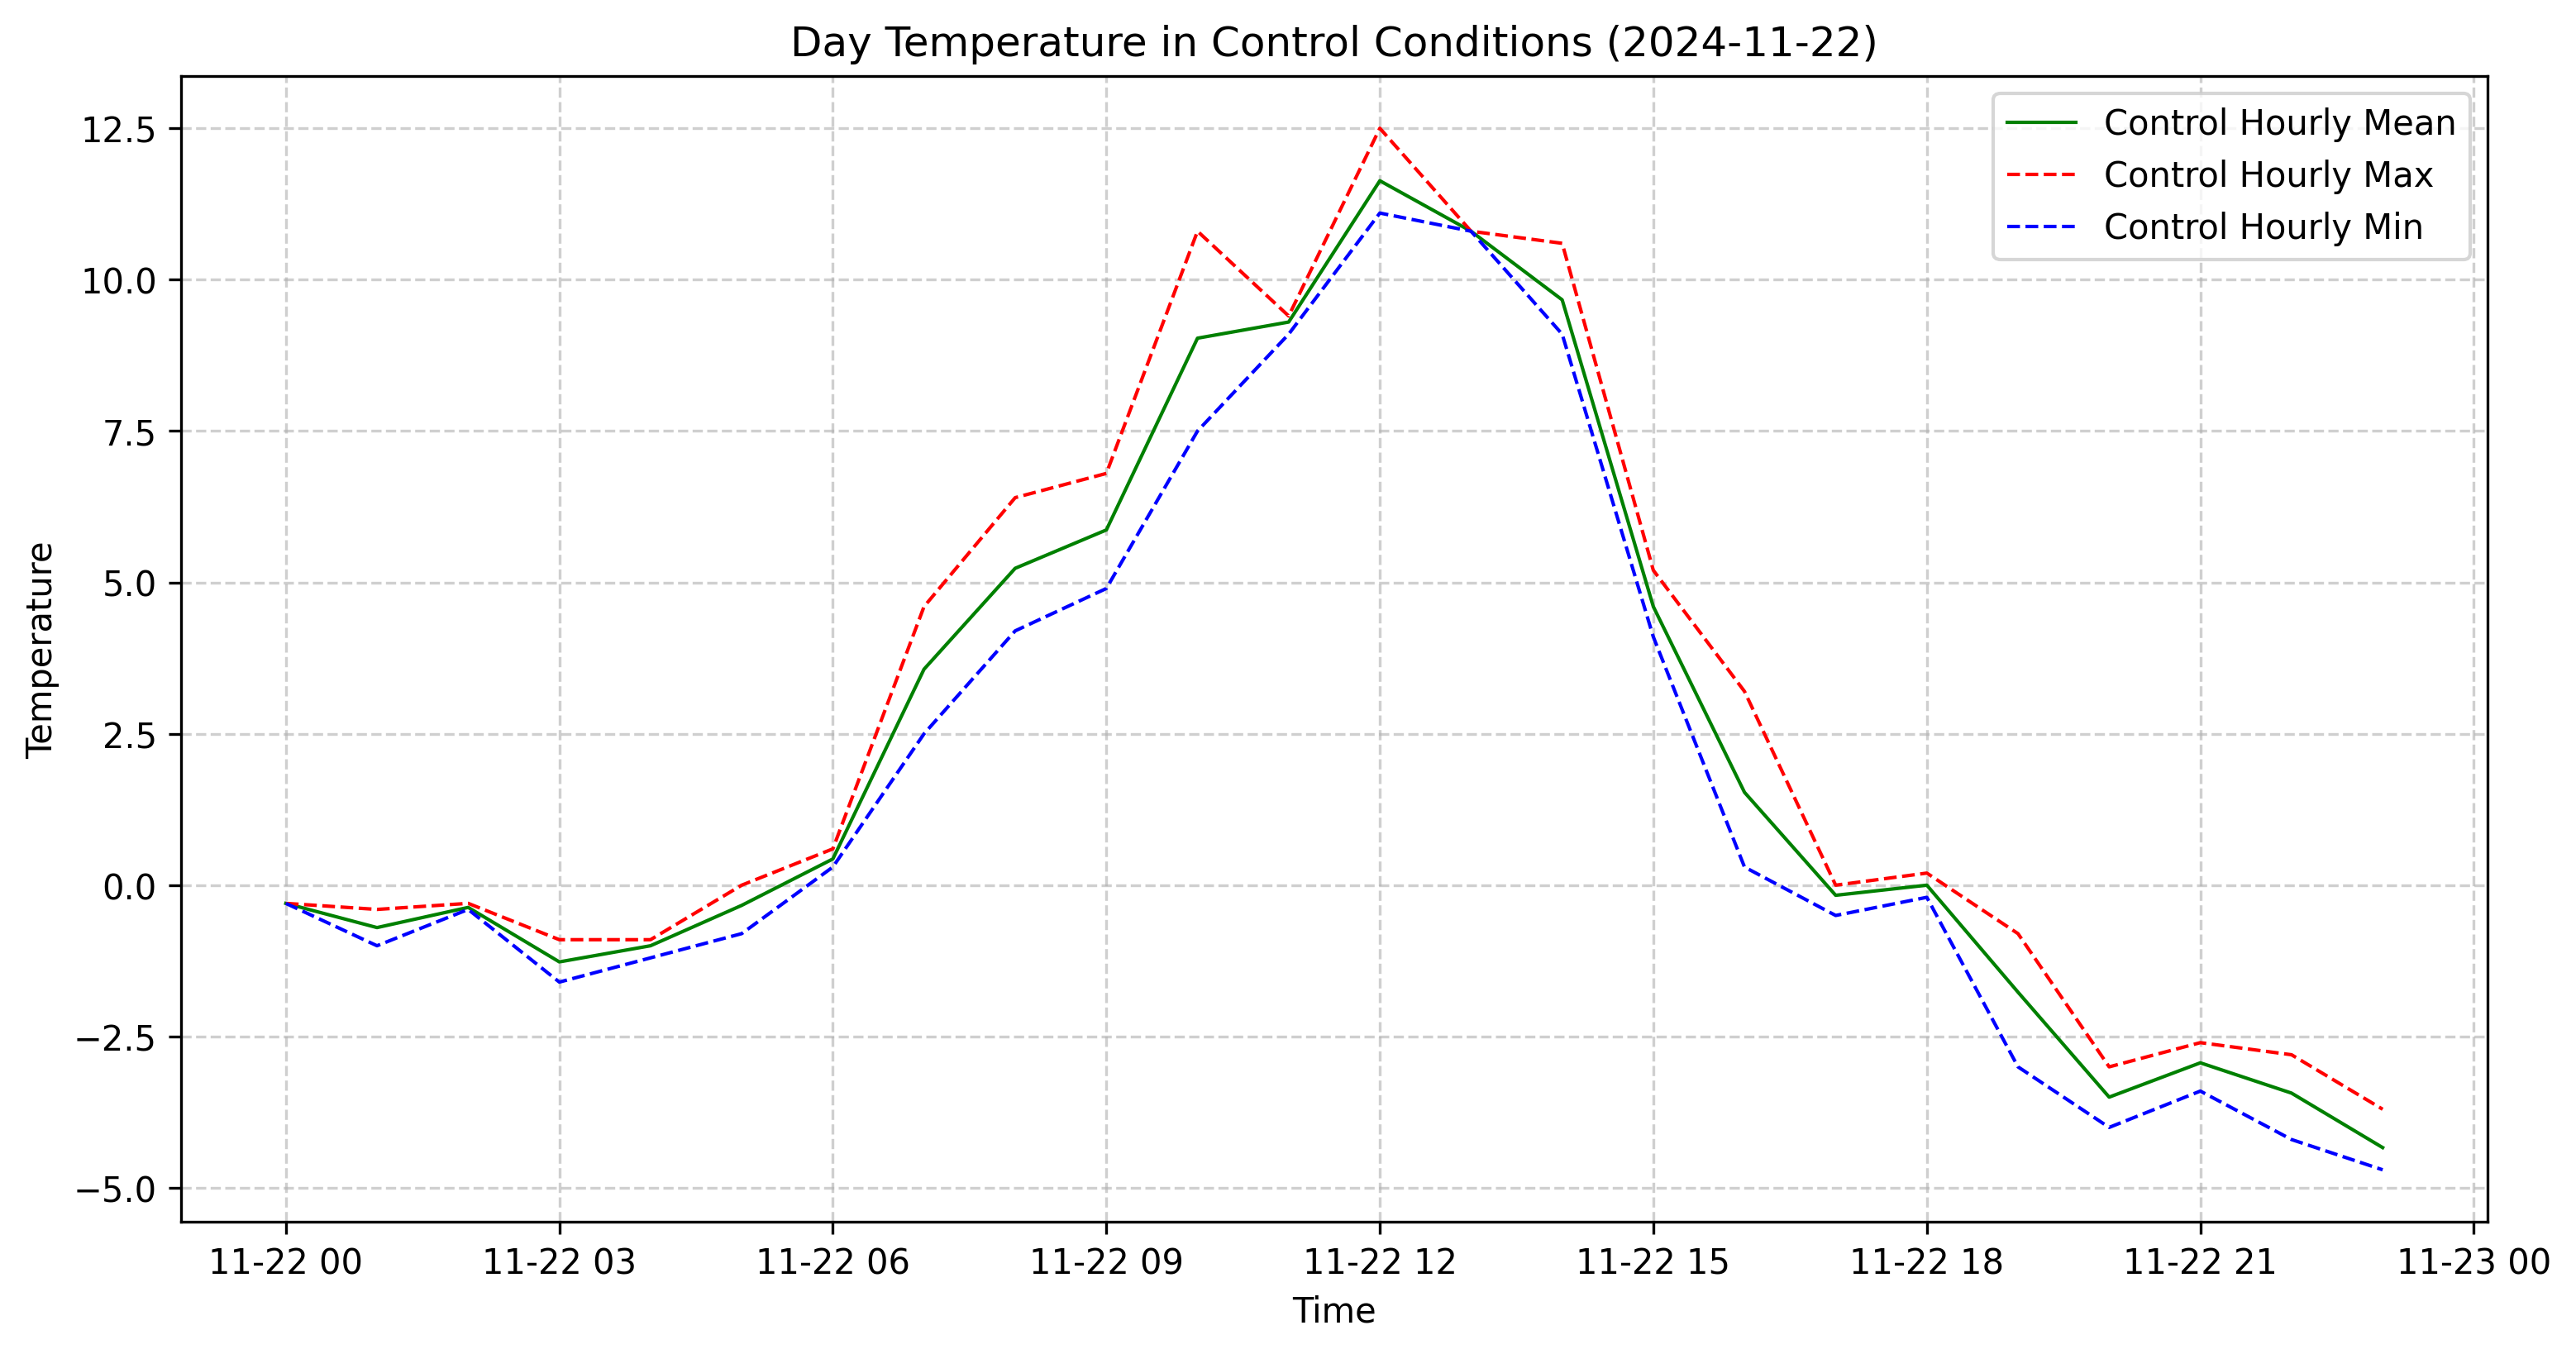 Day Temperature in Control Conditions (2024-11-22)
Control Hourly Mean
Control Hourly Max
Control Hourly Min
12.5
10.0
7.5
5.0
2.5
0.0
−2.5
−5.0
Temperature
11-22 00 11-22 03 11-22 06 11-22 09 11-22 12 11-22 15 11-22 18 11-22 21 11-23 00
Time